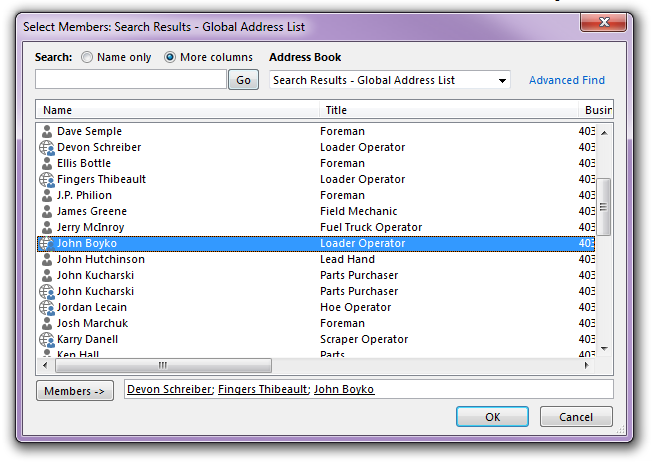 Select Members: Search Results - Global Address List
Search: Name only More columns Address Book
Go Search Results - Global Address List Advanced Find
Name Title Busir
Dave Semple Foreman 403
Devon Schreiber Loader Operator 403
Ellis Bottle Foreman 403
Fingers Thibeault Loader Operator 403
J.P. Philion Foreman 403
James Greene Field Mechanic 403
Jerry McInroy Fuel Truck Operator 403
John Boyko Loader Operator 403
John Hutchinson Lead Hand 403
John Kucharski Parts Purchaser 403
John Kucharski Parts Purchaser 403
Jordan Lecain Hoe Operator 403
Josh Marchuk Foreman 403
Karry Danell Scraper Operator 403
Ken Hall Parts 403
Members -> Devon Schreiber; Fingers Thibeault; John Boyko
OK Cancel